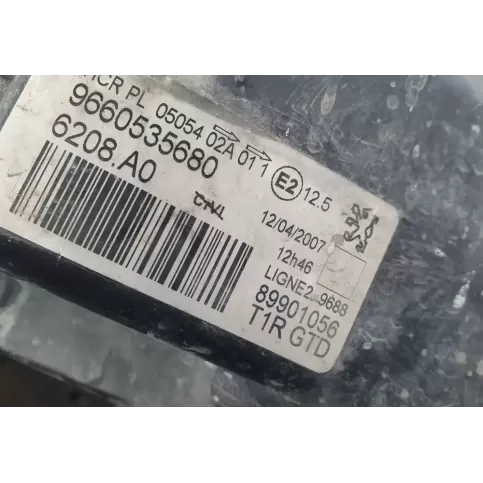 HCR PL 05054 02A 01 1 E2 12.5
9660535680
6208.A0
12/04/2007
12h46
LIGNE2 9688
89901056
T1R GTD